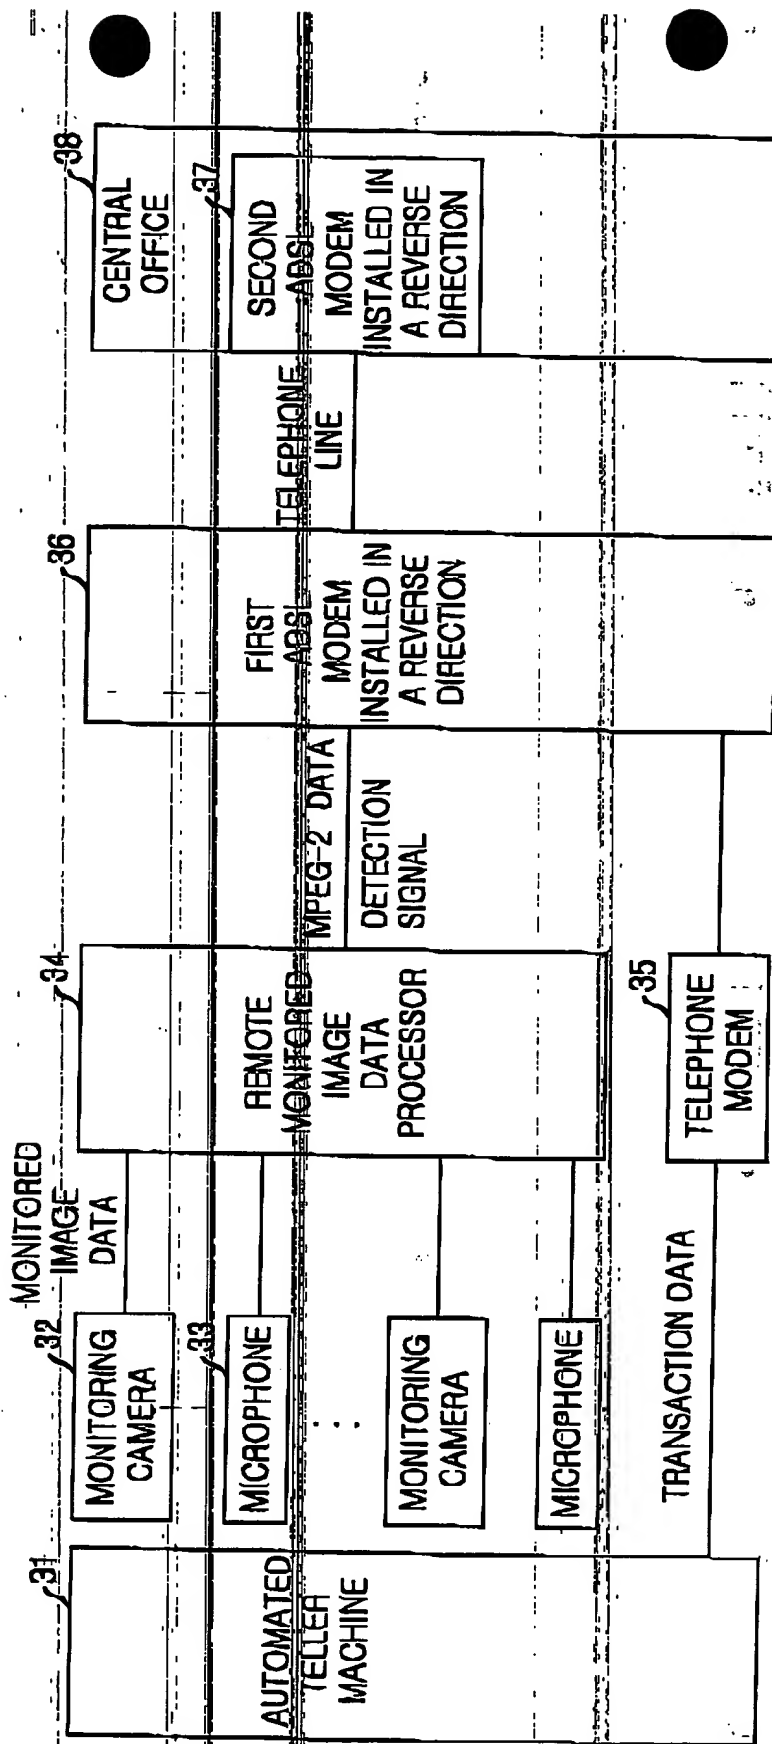 31
AUTOMATED
TELLER
MACHINE
32
MONITORING
CAMERA
33
MICROPHONE
...
MONITORING
CAMERA
MICROPHONE
MONITORED
IMAGE
DATA
TRANSACTION DATA
34
REMOTE
MONITORED
IMAGE
DATA
PROCESSOR
35
TELEPHONE
MODEM
MPEG-2 DATA
DETECTION
SIGNAL
36
FIRST
ADSL
MODEM
INSTALLED IN
A REVERSE
DIRECTION
TELEPHONE
LINE
38
CENTRAL
OFFICE
37
SECOND
ADSL
MODEM
INSTALLED IN
A REVERSE
DIRECTION